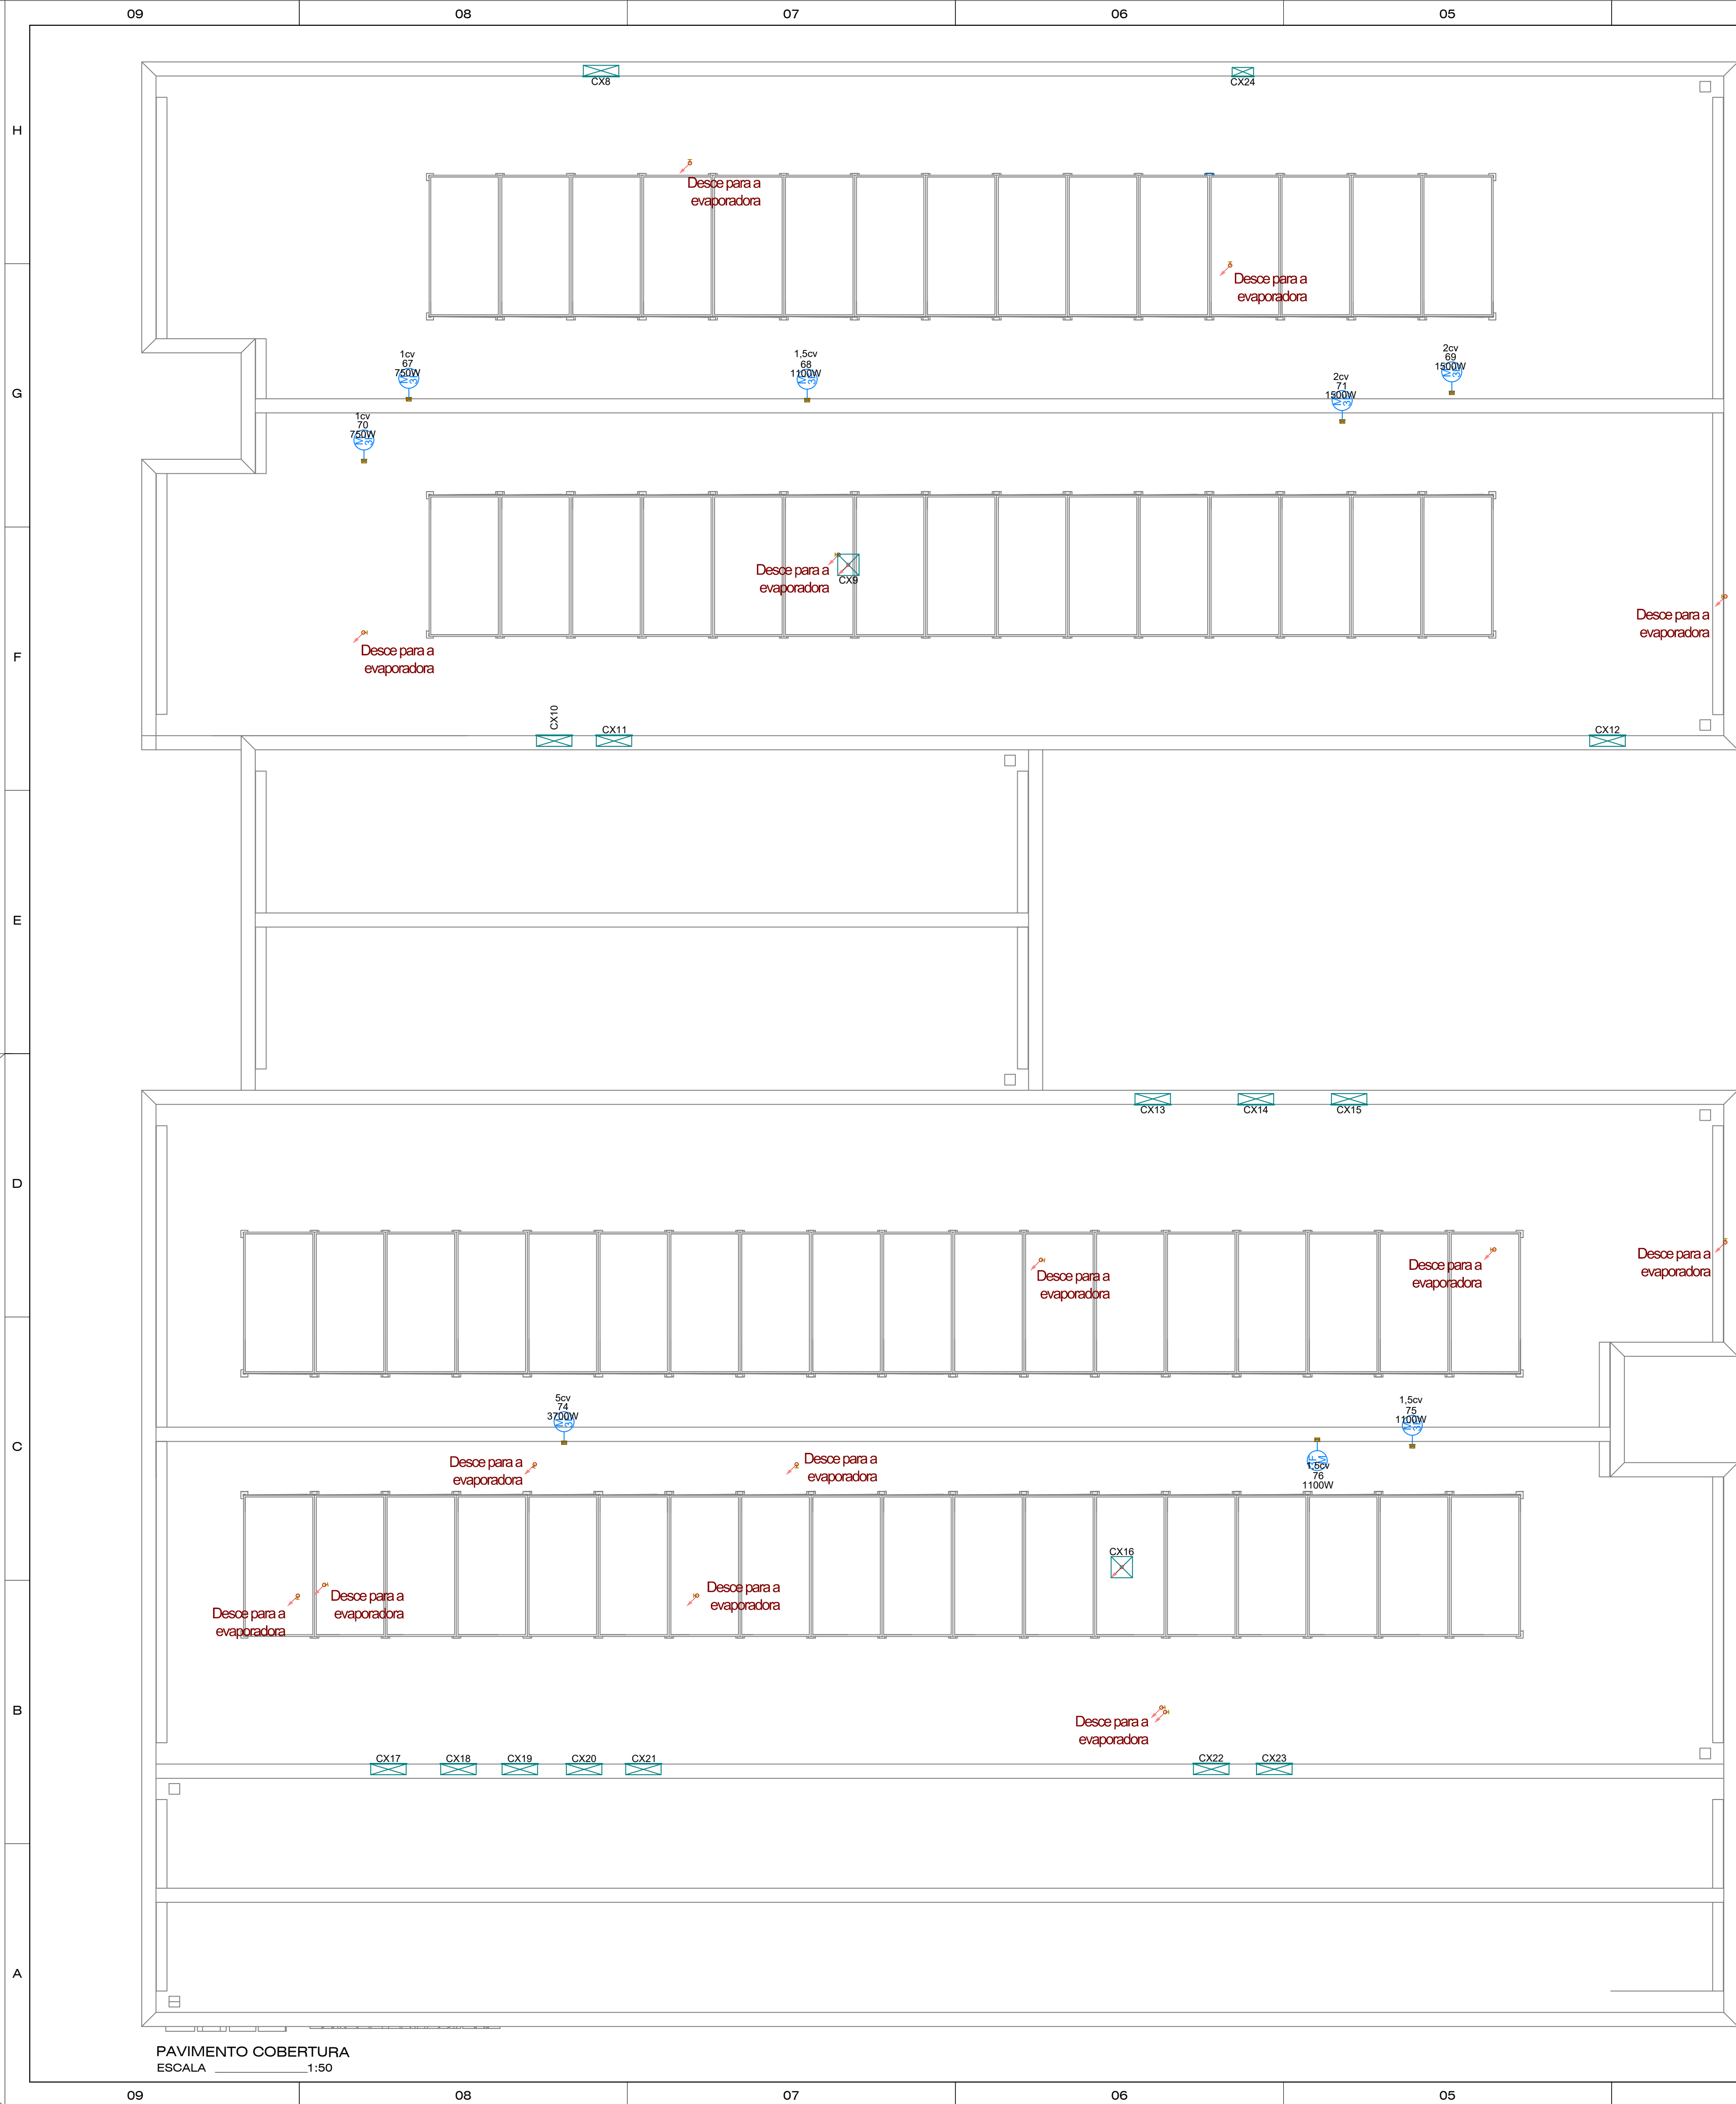 09 08 07 06 05
CX8
CX24
H
Desce para a
evaporadora
Desce para a
evaporadora
1cv
67
750W
1,5cv
68
1100W
2cv
69
1500W
2cv
71
1500W
G
1cv
70
750W
Desce para a
evaporadora
CX9
Desce para a
evaporadora
Desce para a
evaporadora
F
CX10
CX11
CX12
E
CX13
CX14
CX15
D
Desce para a
evaporadora
Desce para a
evaporadora
Desce para a
evaporadora
5cv
74
3700W
1,5cv
75
1100W
C
1,5cv
76
1100W
Desce para a
evaporadora
Desce para a
evaporadora
CX16
Desce para a
evaporadora
Desce para a
evaporadora
Desce para a
evaporadora
B
Desce para a
evaporadora
CX17
CX18
CX19
CX20
CX21
CX22
CX23
A
PAVIMENTO COBERTURA
ESCALA 1:50
09 08 07 06 05